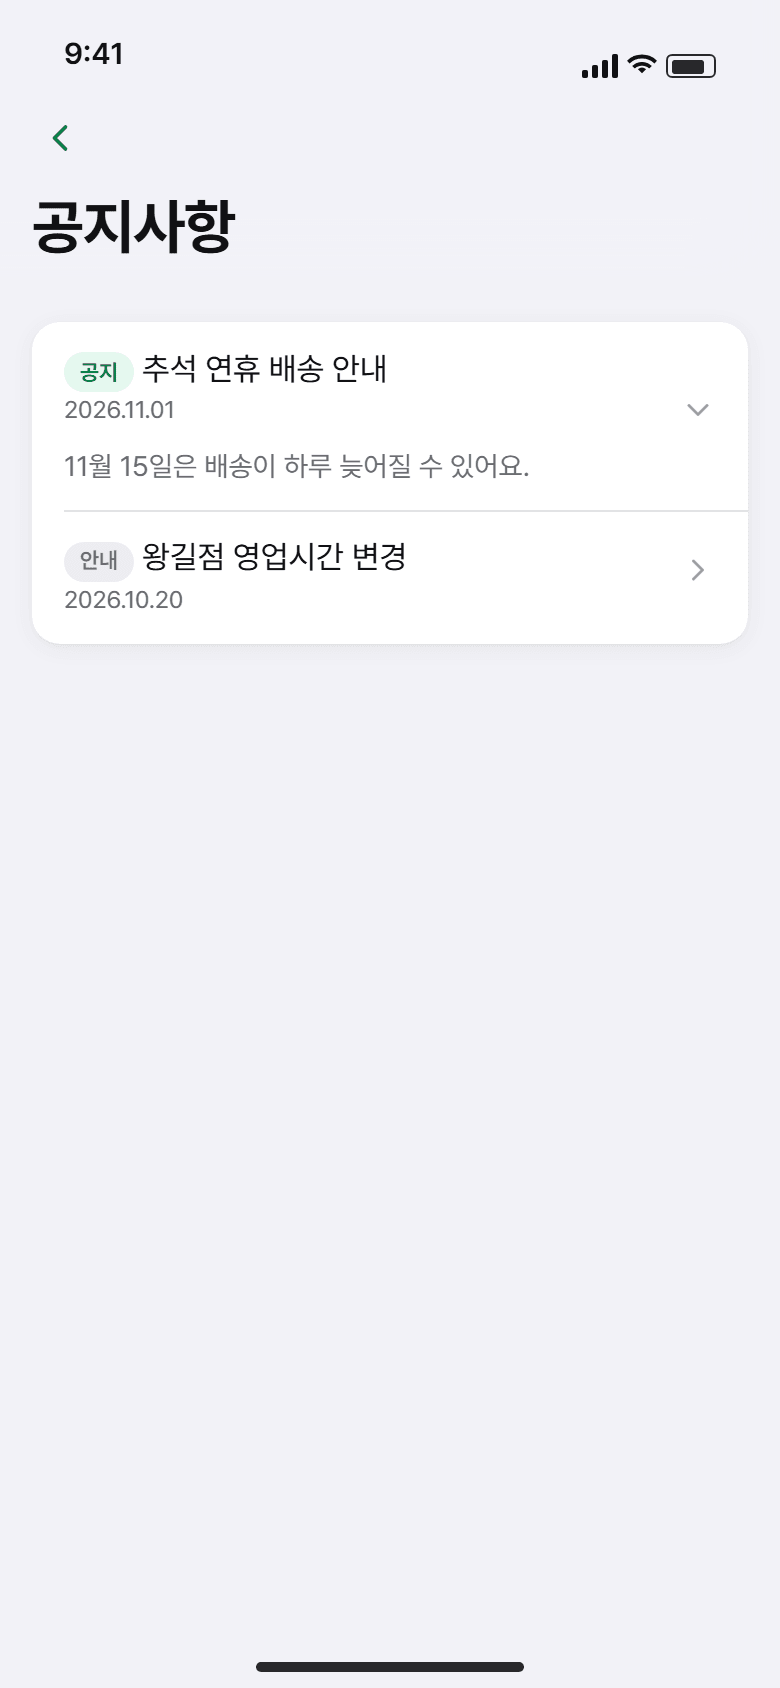 9:41
공지사항
공지 추석 연휴 배송 안내
2026.11.01
11월 15일은 배송이 하루 늦어질 수 있어요.
안내 왕길점 영업시간 변경
2026.10.20